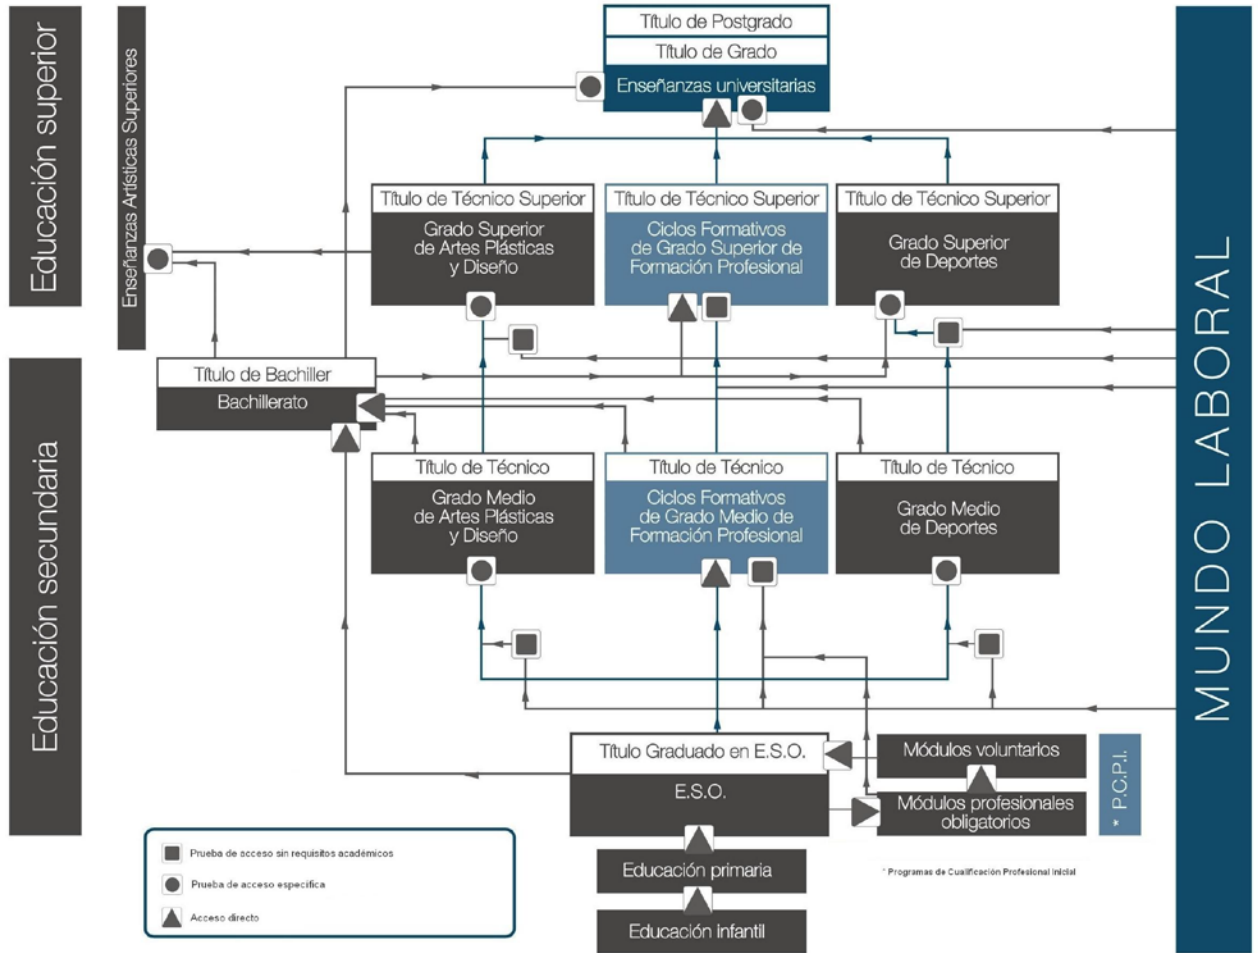 Educación superior
Enseñanzas Artísticas Superiores
Título de Postgrado
Título de Grado
Enseñanzas universitarias
Título de Técnico Superior
Grado Superior
de Artes Plásticas
y Diseño
Título de Técnico Superior
Ciclos Formativos
de Grado Superior de
Formación Profesional
Título de Técnico Superior
Grado Superior
de Deportes
MUNDO LABORAL
Educación secundaria
Título de Bachiller
Bachillerato
Título de Técnico
Grado Medio
de Artes Plásticas
y Diseño
Título de Técnico
Ciclos Formativos
de Grado Medio de
Formación Profesional
Título de Técnico
Grado Medio
de Deportes
Título Graduado en E.S.O.
E.S.O.
Módulos voluntarios
Módulos profesionales
obligatorios
* P.C.P.I.
Educación primaria
Educación infantil
* Programas de Cualificación Profesional Inicial
Prueba de acceso sin requisitos académicos
Prueba de acceso específica
Acceso directo